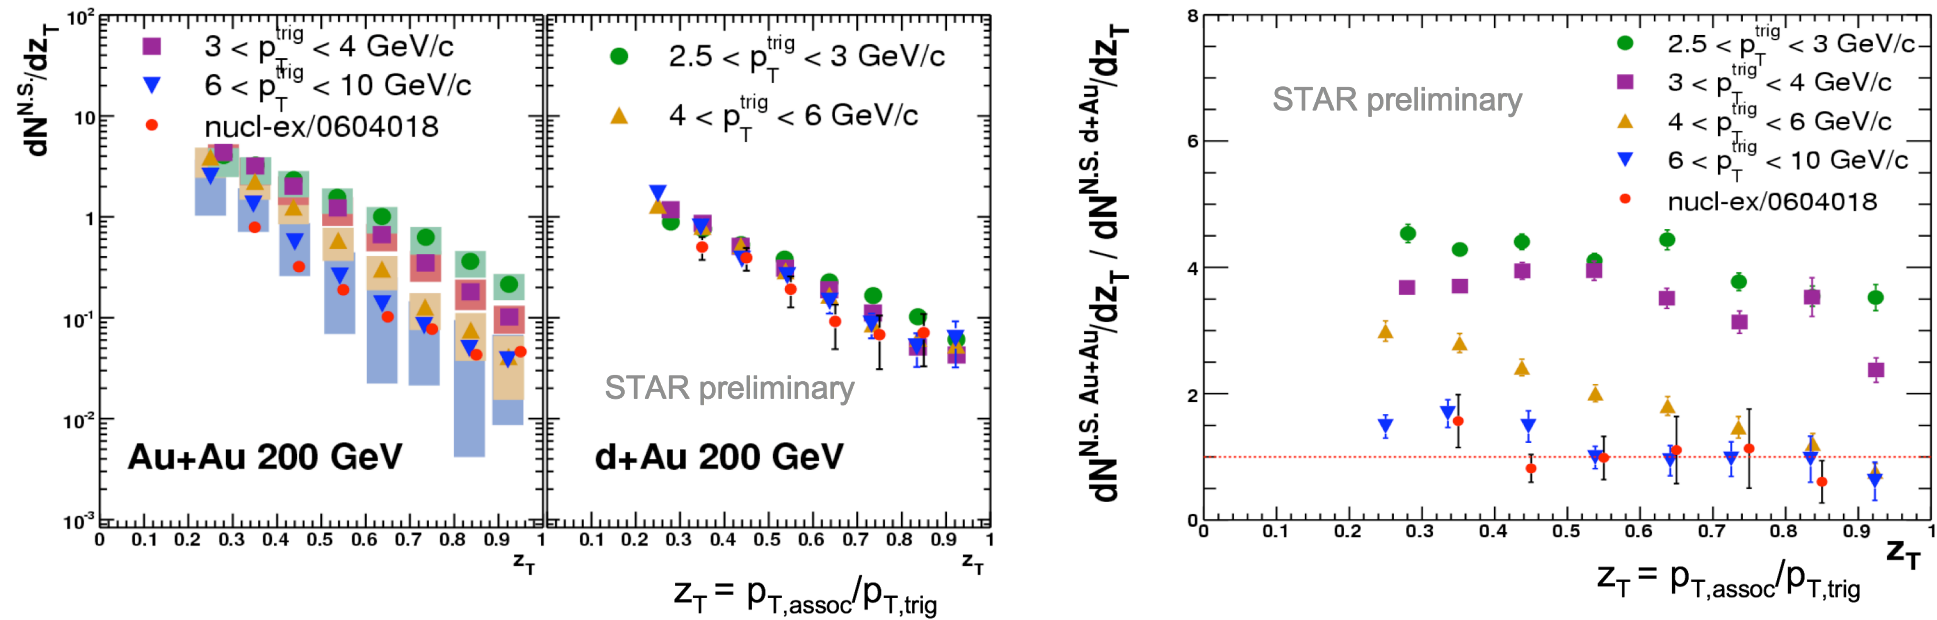 dN^N.S./dz_T
10²
10
1
10⁻¹
10⁻²
10⁻³
3 < p_T^trig < 4 GeV/c
6 < p_T^trig < 10 GeV/c
nucl-ex/0604018
Au+Au 200 GeV
0 0.1 0.2 0.3 0.4 0.5 0.6 0.7 0.8 0.9 1
z_T
2.5 < p_T^trig < 3 GeV/c
4 < p_T^trig < 6 GeV/c
STAR preliminary
d+Au 200 GeV
0.1 0.2 0.3 0.4 0.5 0.6 0.7 0.8 0.9 1
z_T
z_T = p_T,assoc/p_T,trig
dN^N.S. Au+Au/dz_T / dN^N.S. d+Au/dz_T
8
6
4
2
0
STAR preliminary
2.5 < p_T^trig < 3 GeV/c
3 < p_T^trig < 4 GeV/c
4 < p_T^trig < 6 GeV/c
6 < p_T^trig < 10 GeV/c
nucl-ex/0604018
0 0.1 0.2 0.3 0.4 0.5 0.6 0.7 0.8 0.9 1
z_T
z_T = p_T,assoc/p_T,trig